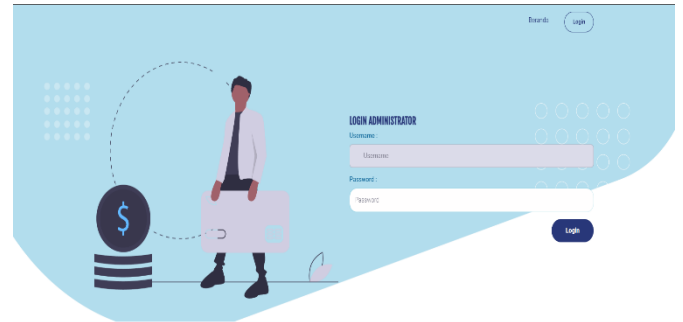 Beranda Login
LOGIN ADMINISTRATOR
Username :
Username
Password :
Password
$
Login